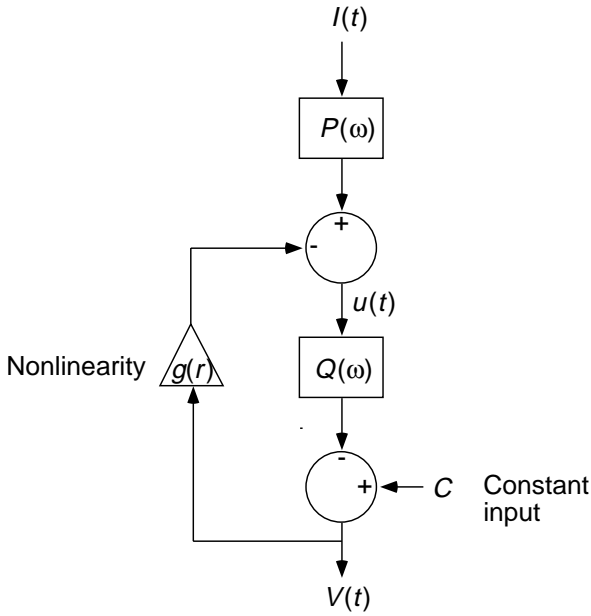 I(t)
P(ω)
+
-
u(t)
Nonlinearity
g(r)
Q(ω)
-
+
C
Constant
input
V(t)